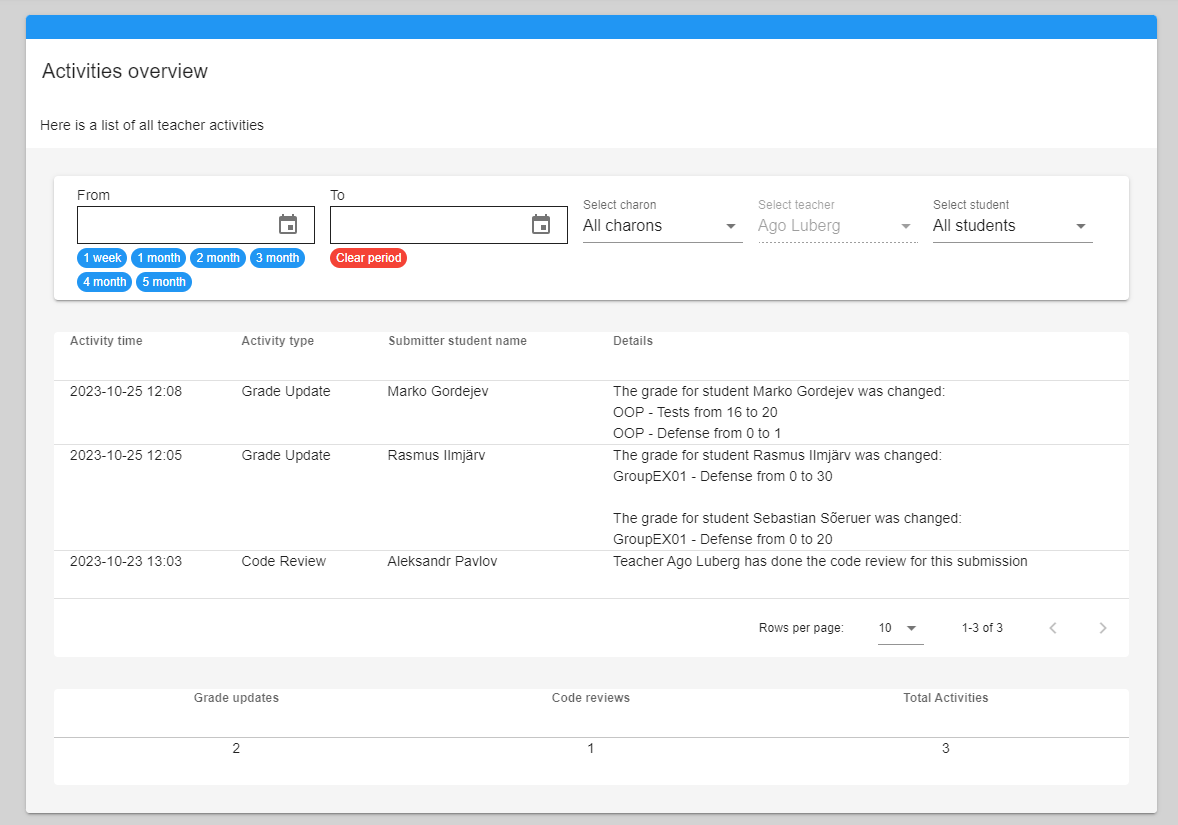 Activities overview
Here is a list of all teacher activities
From
To
Select charon
Select teacher
Select student
All charons
Ago Luberg
All students
1 week
1 month
2 month
3 month
Clear period
4 month
5 month
Activity time
Activity type
Submitter student name
Details
2023-10-25 12:08
Grade Update
Marko Gordejev
The grade for student Marko Gordejev was changed:
OOP - Tests from 16 to 20
OOP - Defense from 0 to 1
2023-10-25 12:05
Grade Update
Rasmus Ilmjärv
The grade for student Rasmus Ilmjärv was changed:
GroupEX01 - Defense from 0 to 30
The grade for student Sebastian Sõeruer was changed:
GroupEX01 - Defense from 0 to 20
2023-10-23 13:03
Code Review
Aleksandr Pavlov
Teacher Ago Luberg has done the code review for this submission
Rows per page:
10
1-3 of 3
Grade updates
Code reviews
Total Activities
2
1
3